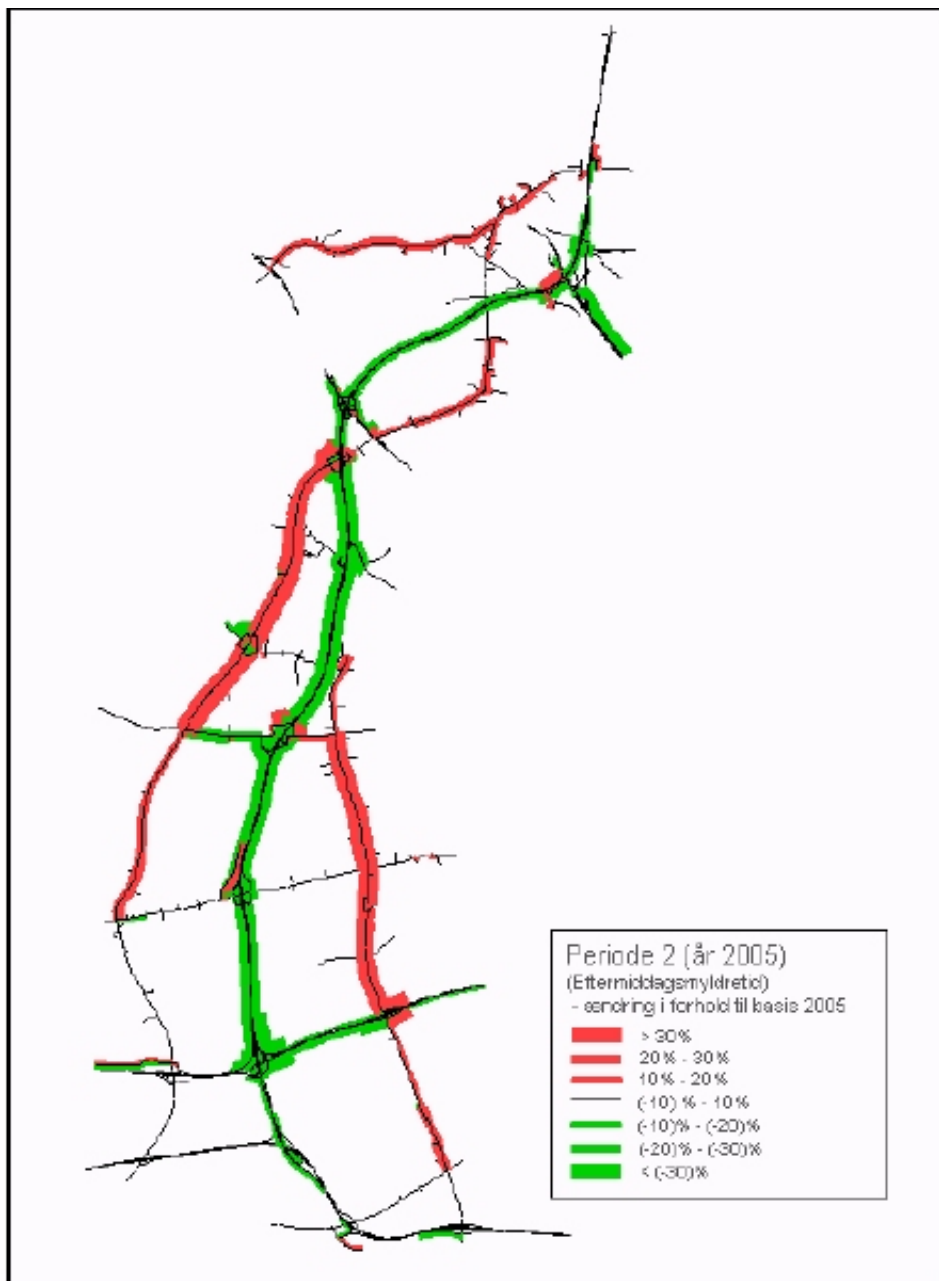 Periode 2 (år 2005)
(Eftermiddagsmyldretid)
- ændring i forhold til basis 2005
> 30%
20% - 30%
10% - 20%
(-10) % - 10%
(-10)% - (-20)%
(-20)% - (-30)%
< (-30)%